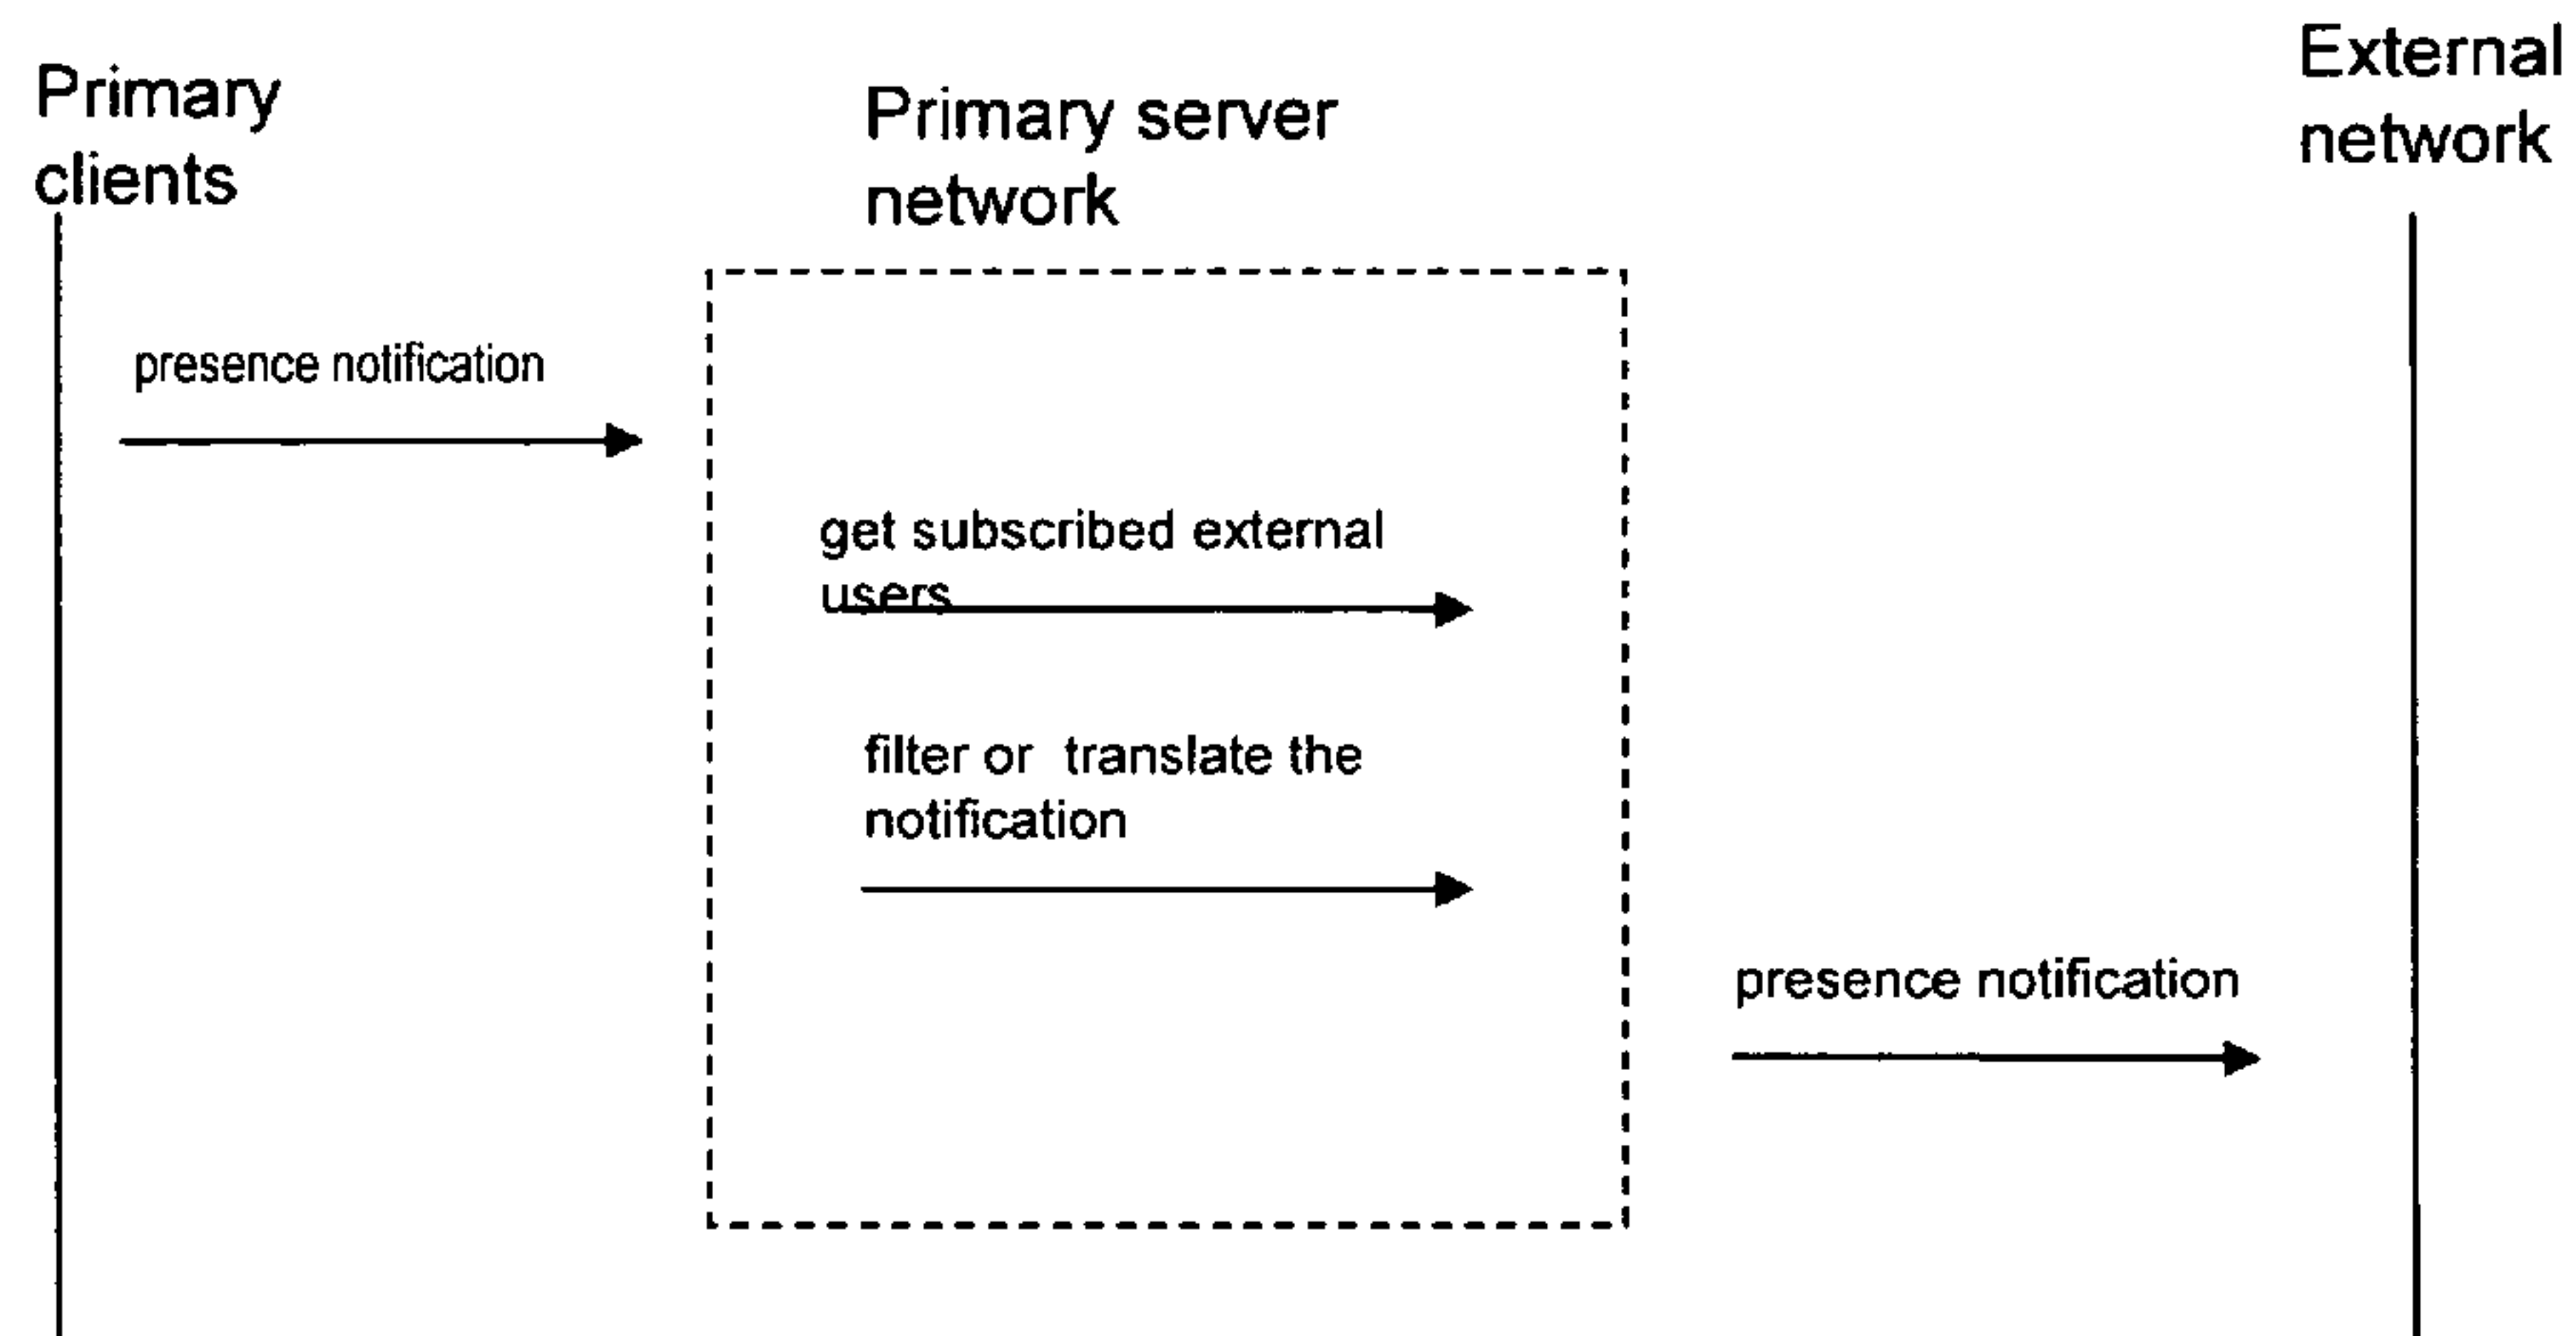 Primary
clients
Primary server
network
External
network
presence notification
get subscribed external
users
filter or translate the
notification
presence notification